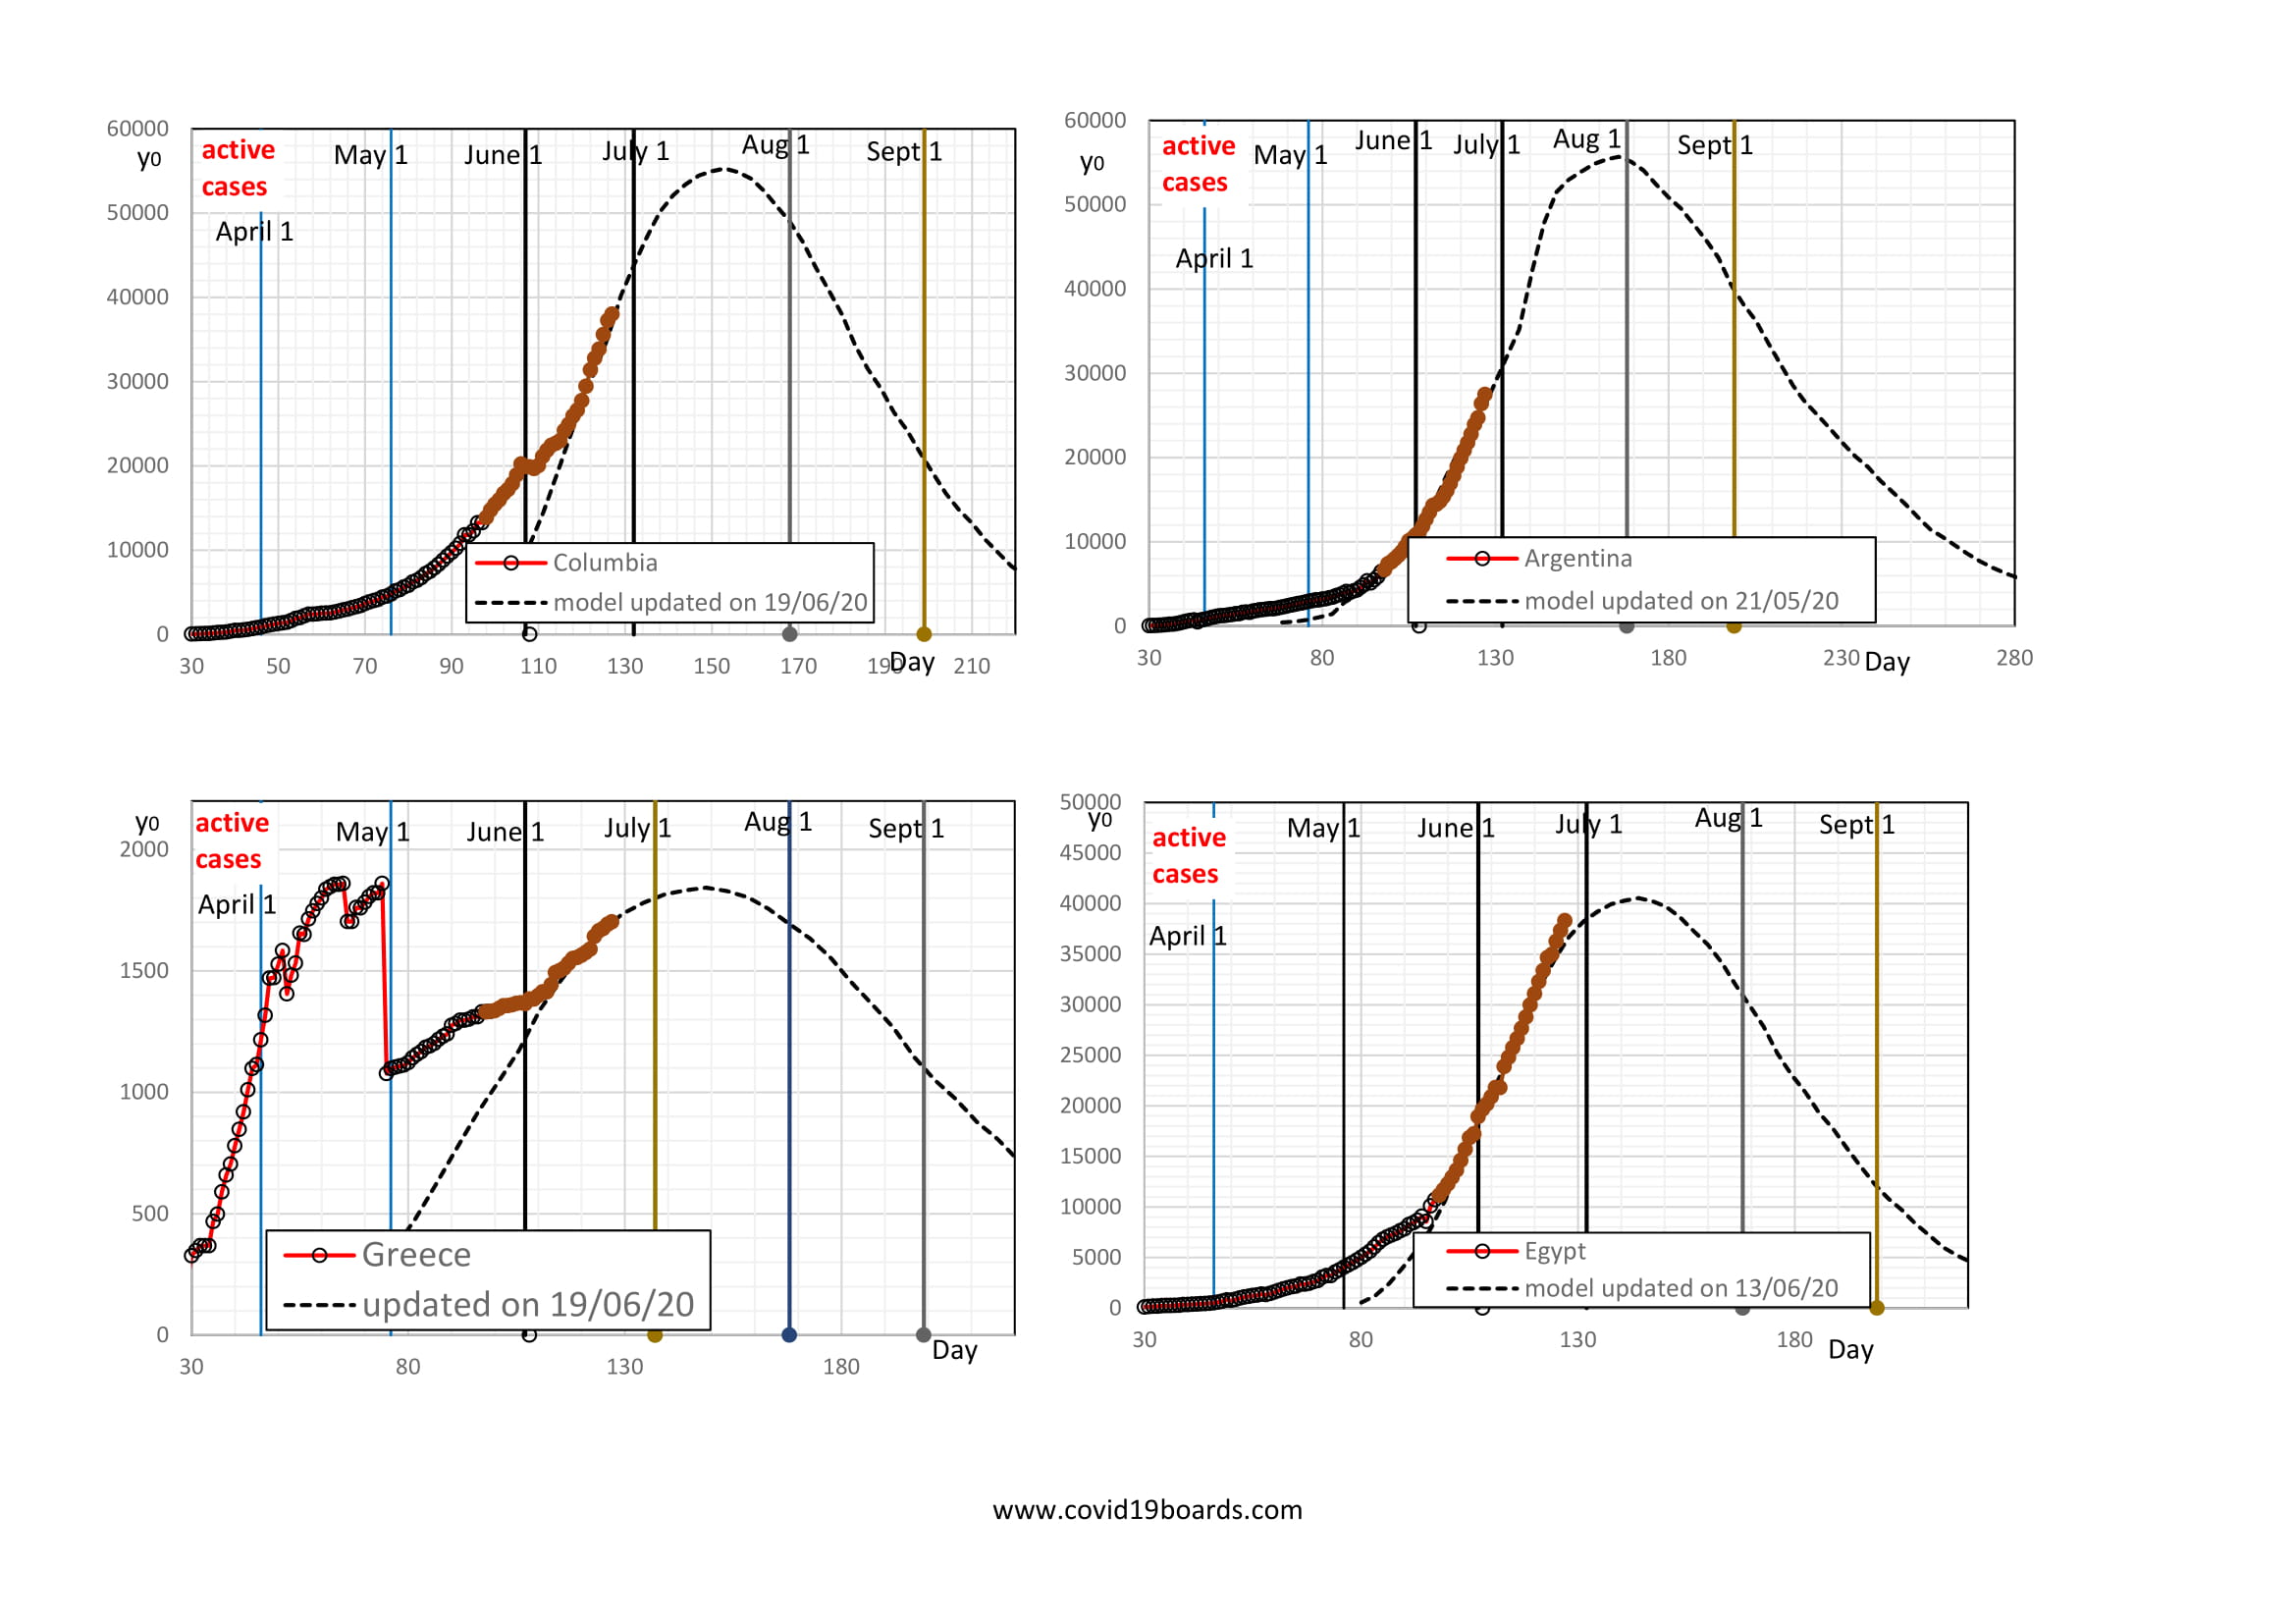 60000
y0
active
cases
May 1
June 1
July 1
Aug 1
Sept 1
April 1
50000
40000
30000
20000
10000
0
Columbia
model updated on 19/06/20
30 50 70 90 110 130 150 170 190 210
Day
60000
y0
active
cases
May 1
June 1
July 1
Aug 1
Sept 1
April 1
50000
40000
30000
20000
10000
0
Argentina
model updated on 21/05/20
30 80 130 180 230 280
Day
y0
active
cases
May 1
June 1
July 1
Aug 1
Sept 1
April 1
2000
1500
1000
500
0
Greece
updated on 19/06/20
30 80 130 180
Day
50000
y0
active
cases
May 1
June 1
July 1
Aug 1
Sept 1
April 1
45000
40000
35000
30000
25000
20000
15000
10000
5000
0
Egypt
model updated on 13/06/20
30 80 130 180
Day
www.covid19boards.com